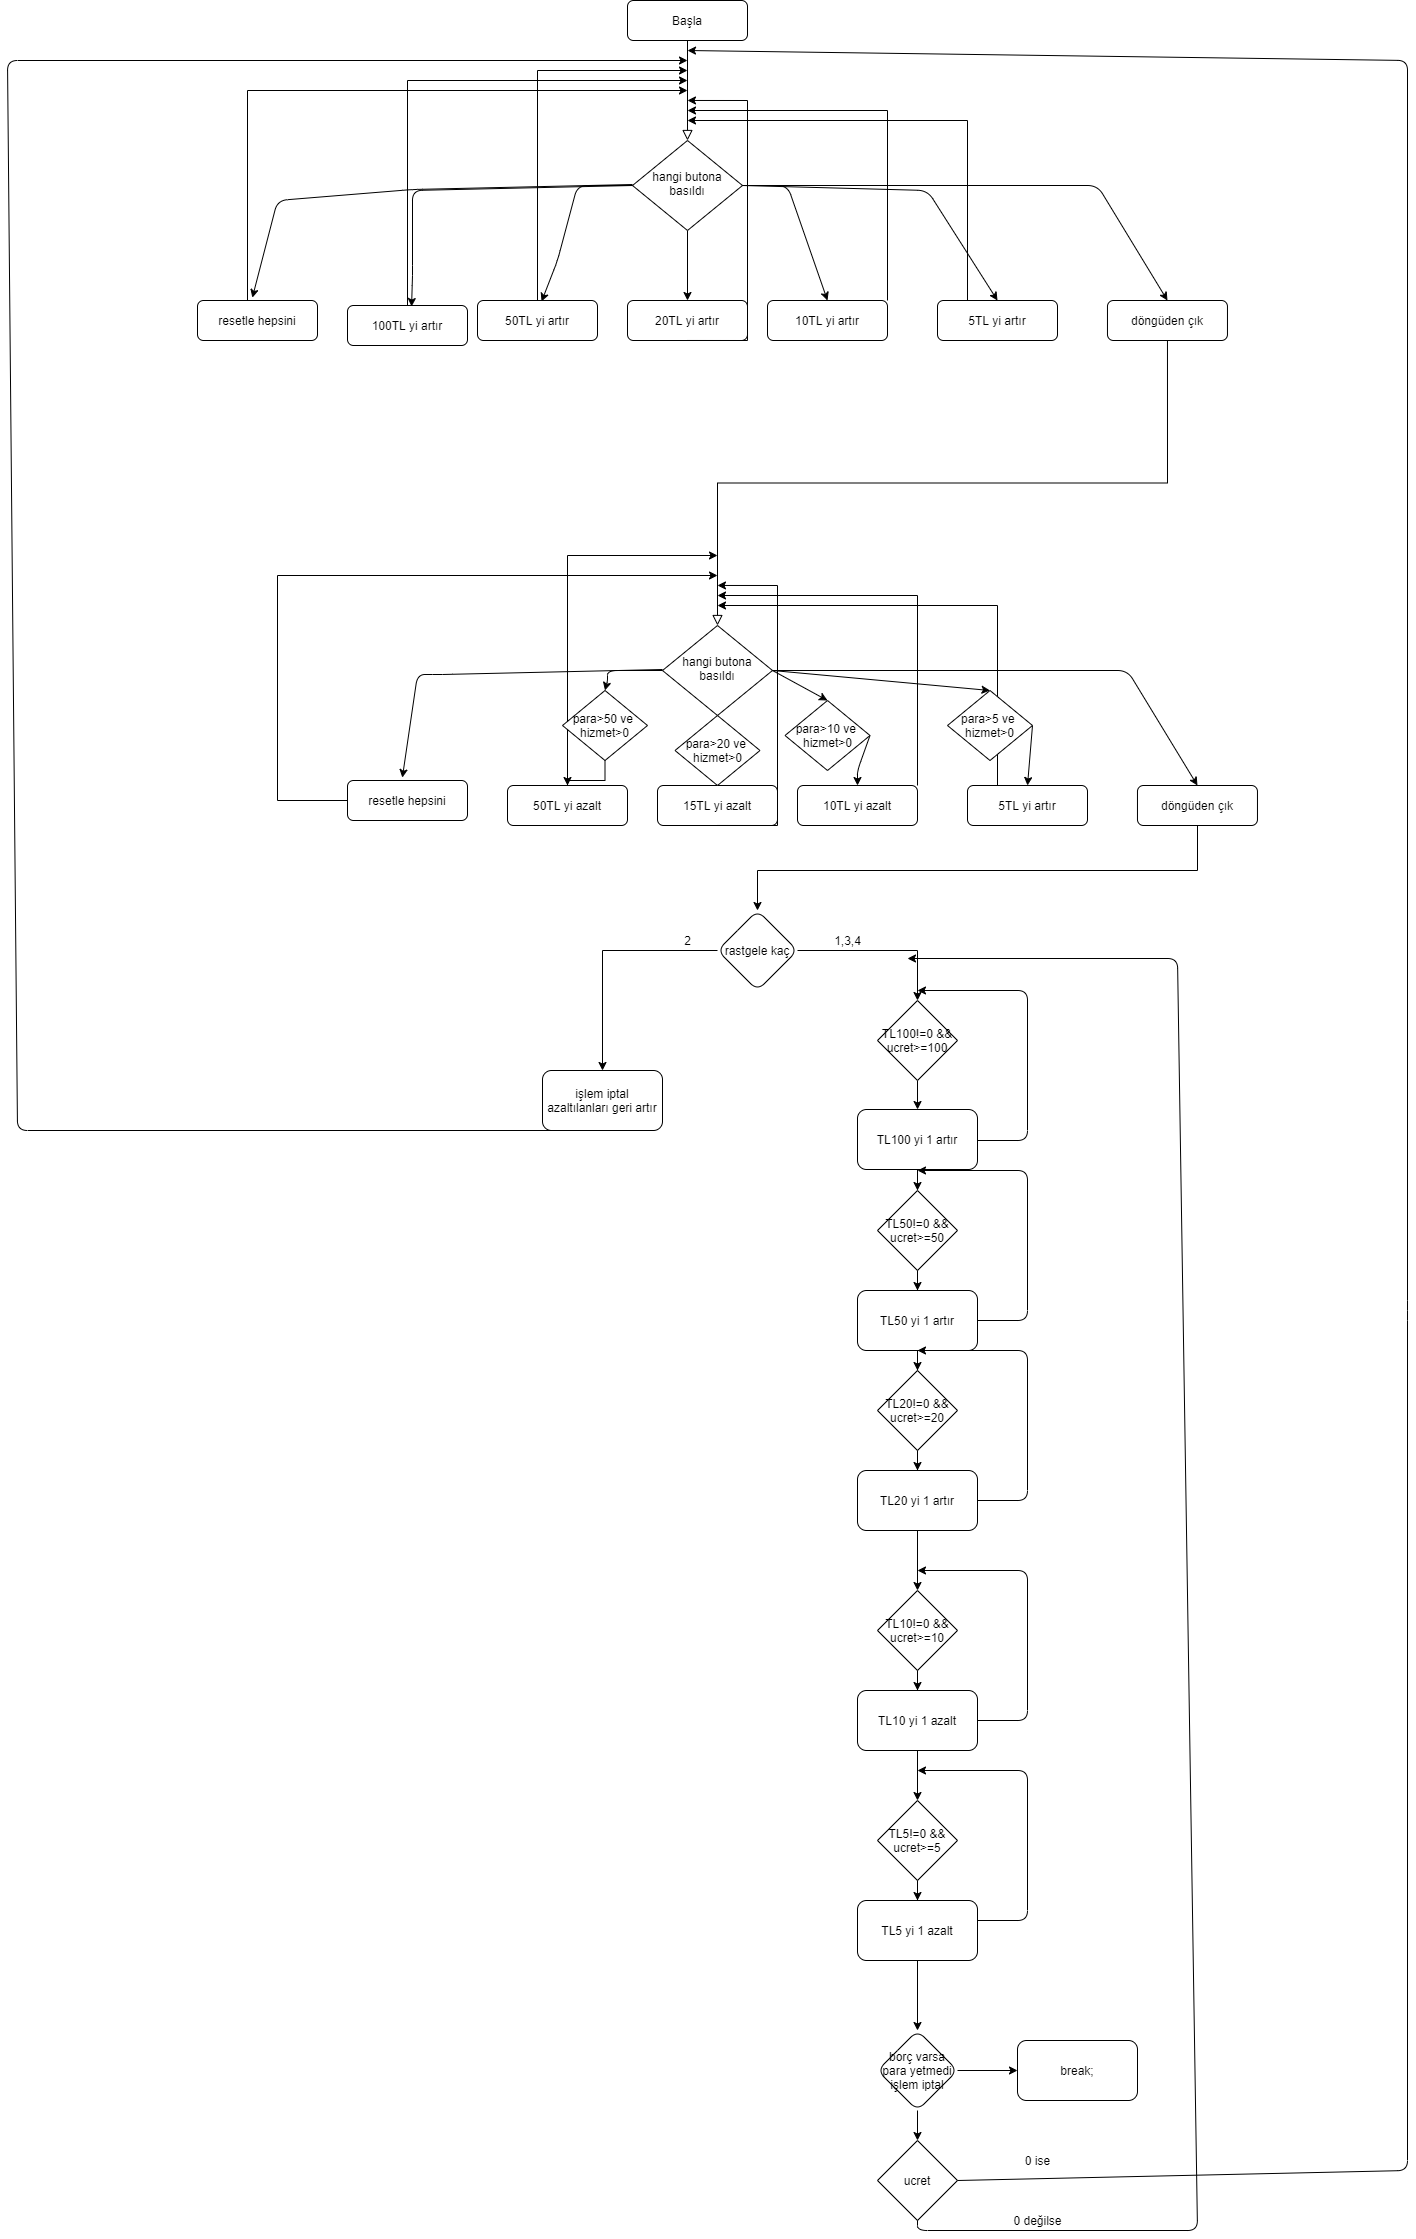 Başla
hangi butona
basıldı
resetle hepsini
100TL yi artır
50TL yi artır
20TL yi artır
10TL yi artır
5TL yi artır
döngüden çık
hangi butona
basıldı
para>50 ve
hizmet>0
para>20 ve
hizmet>0
para>10 ve
hizmet>0
para>5 ve
hizmet>0
resetle hepsini
50TL yi azalt
15TL yi azalt
10TL yi azalt
5TL yi artır
döngüden çık
2
rastgele kaç
1,3,4
TL100!=0 &&
ucret>=100
işlem iptal
azaltılanları geri artır
TL100 yi 1 artır
TL50!=0 &&
ucret>=50
TL50 yi 1 artır
TL20!=0 &&
ucret>=20
TL20 yi 1 artır
TL10!=0 &&
ucret>=10
TL10 yi 1 azalt
TL5!=0 &&
ucret>=5
TL5 yi 1 azalt
borç varsa
para yetmedi
işlem iptal
break;
ucret
0 ise
0 değilse